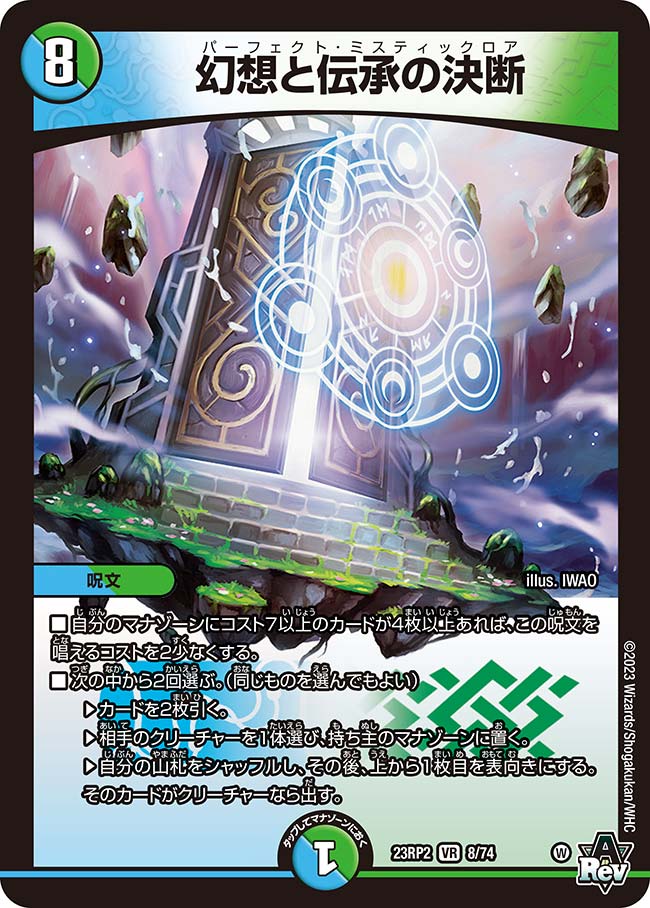 8
パーフェクト・ミスティックロア
幻想と伝承の決断
illus. IWAO
呪文
■自分のマナゾーンにコスト7以上のカードが4枚以上あれば、この呪文を
唱えるコストを2少なくする。
■次の中から2回選ぶ。(同じものを選んでもよい)
▶カードを2枚引く。
▶相手のクリーチャーを1体選び、持ち主のマナゾーンに置く。
▶自分の山札をシャッフルし、その後、上から1枚目を表向きにする。
そのカードがクリーチャーなら出す。
©2023 Wizards/Shogakukan/WHC
タップしてマナゾーンにおく
1
23RP2 VR 8/74
W
A
Rev